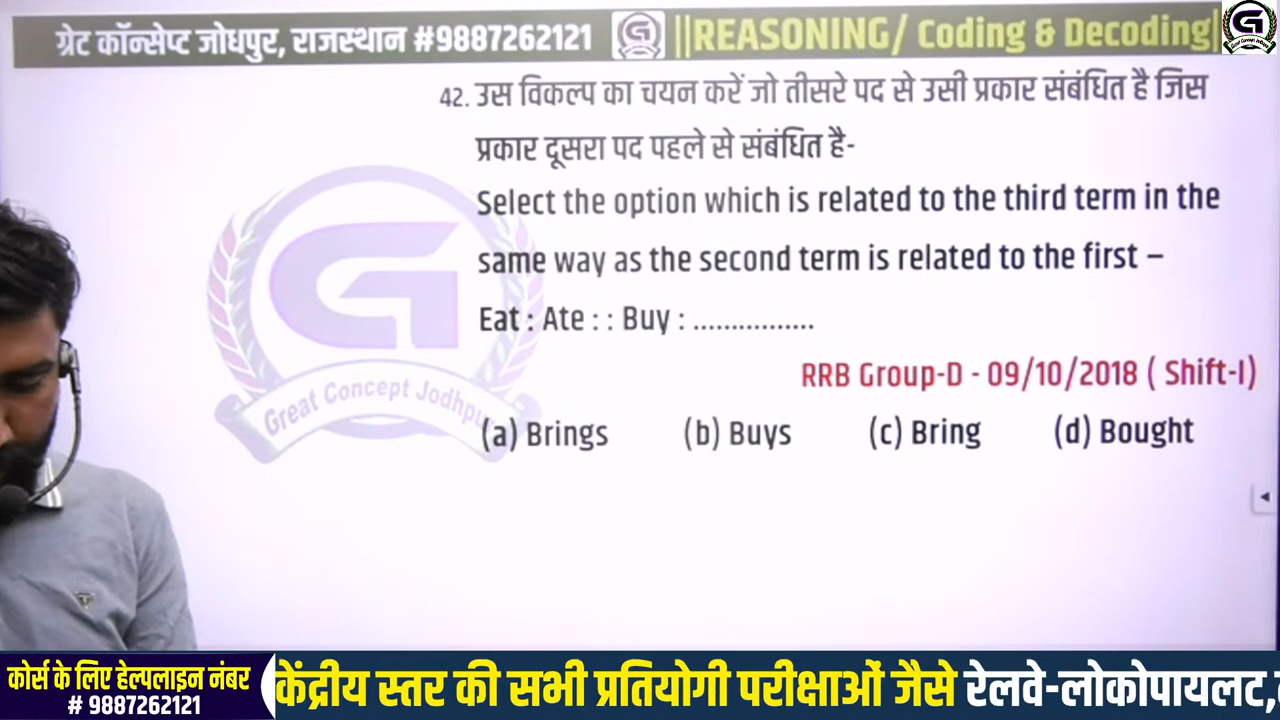 ग्रेट कॉन्सेप्ट जोधपुर, राजस्थान #9887262121 ||REASONING/ Coding & Decoding|
42. उस विकल्प का चयन करें जो तीसरे पद से उसी प्रकार संबंधित है जिस
प्रकार दूसरा पद पहले से संबंधित है-
Select the option which is related to the third term in the
same way as the second term is related to the first –
Eat : Ate : : Buy : ................
RRB Group-D - 09/10/2018 ( Shift-I)
Great Concept Jodhpu
(a) Brings (b) Buys (c) Bring (d) Bought
कोर्स के लिए हेल्पलाइन नंबर
# 9887262121
केंद्रीय स्तर की सभी प्रतियोगी परीक्षाओं जैसे रेलवे-लोकोपायलट,